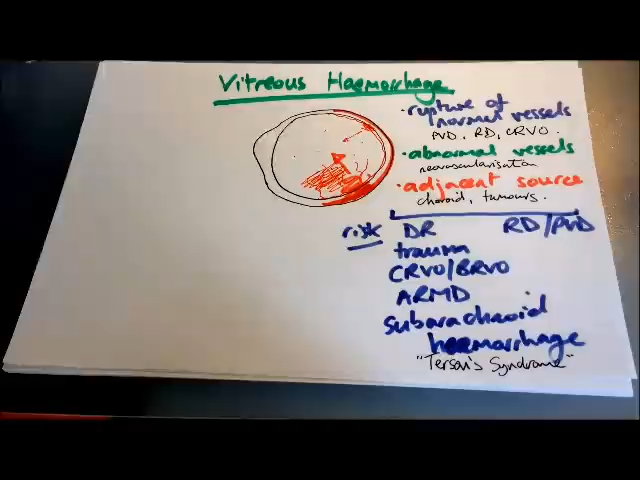 Vitreous Haemorrhage
· rupture of
normal vessels
PVD, RD, CRVO.
· abnormal vessels
neovascularisation
· adjacent source
choroid, tumours.
risk DR RD/PVD
trauma
CRVO/BRVO
ARMD
subarachnoid
haemorrhage
"Terson's Syndrome"